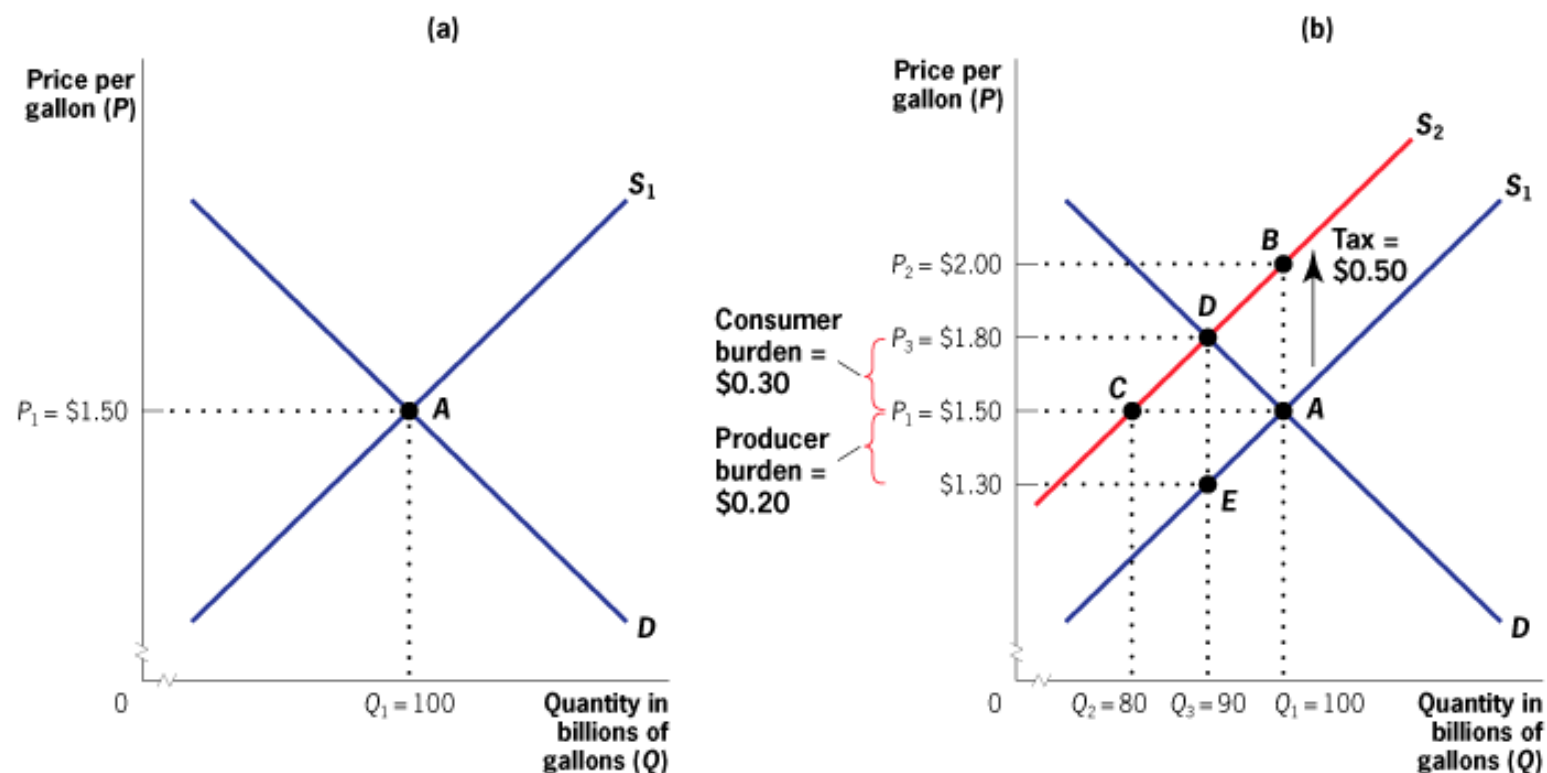 (a)
Price per
gallon (P)
S₁
P₁ = $1.50
A
D
0
Q₁ = 100
Quantity in
billions of
gallons (Q)
(b)
Price per
gallon (P)
S₂
S₁
P₂ = $2.00
B
Tax =
$0.50
Consumer
burden =
$0.30
P₃ = $1.80
D
C
P₁ = $1.50
A
Producer
burden =
$0.20
$1.30
E
D
0
Q₂ = 80
Q₃ = 90
Q₁ = 100
Quantity in
billions of
gallons (Q)